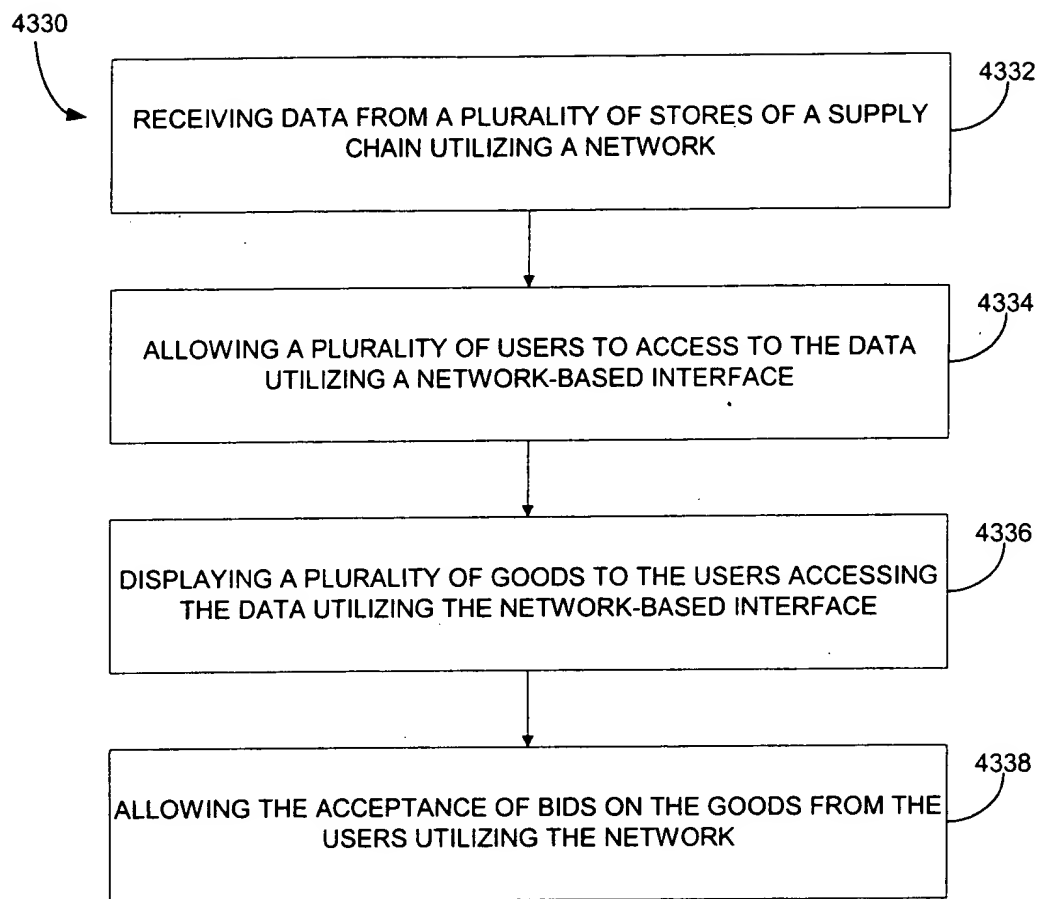 4330
4332
RECEIVING DATA FROM A PLURALITY OF STORES OF A SUPPLY
CHAIN UTILIZING A NETWORK
4334
ALLOWING A PLURALITY OF USERS TO ACCESS TO THE DATA
UTILIZING A NETWORK-BASED INTERFACE
4336
DISPLAYING A PLURALITY OF GOODS TO THE USERS ACCESSING
THE DATA UTILIZING THE NETWORK-BASED INTERFACE
4338
ALLOWING THE ACCEPTANCE OF BIDS ON THE GOODS FROM THE
USERS UTILIZING THE NETWORK